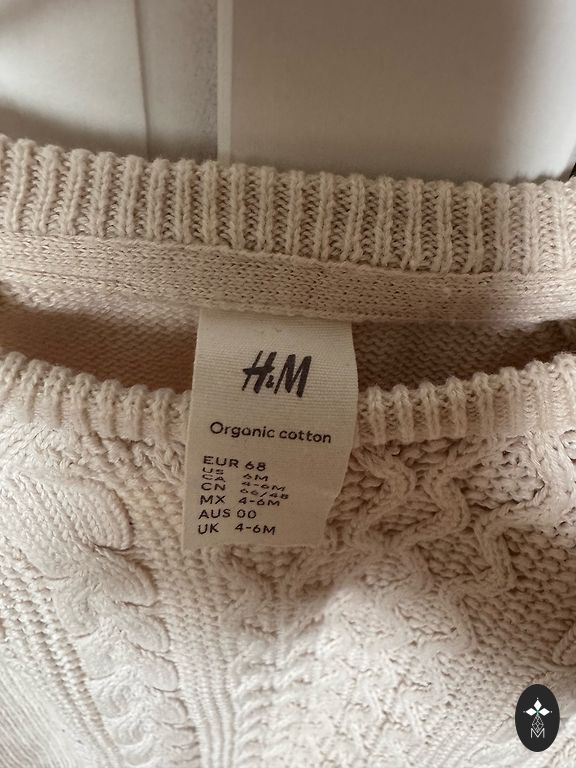 H&M
Organic cotton
EUR 68
US 6M
CA 4-6M
CN 66/48
MX 4-6M
AUS 00
UK 4-6M
M